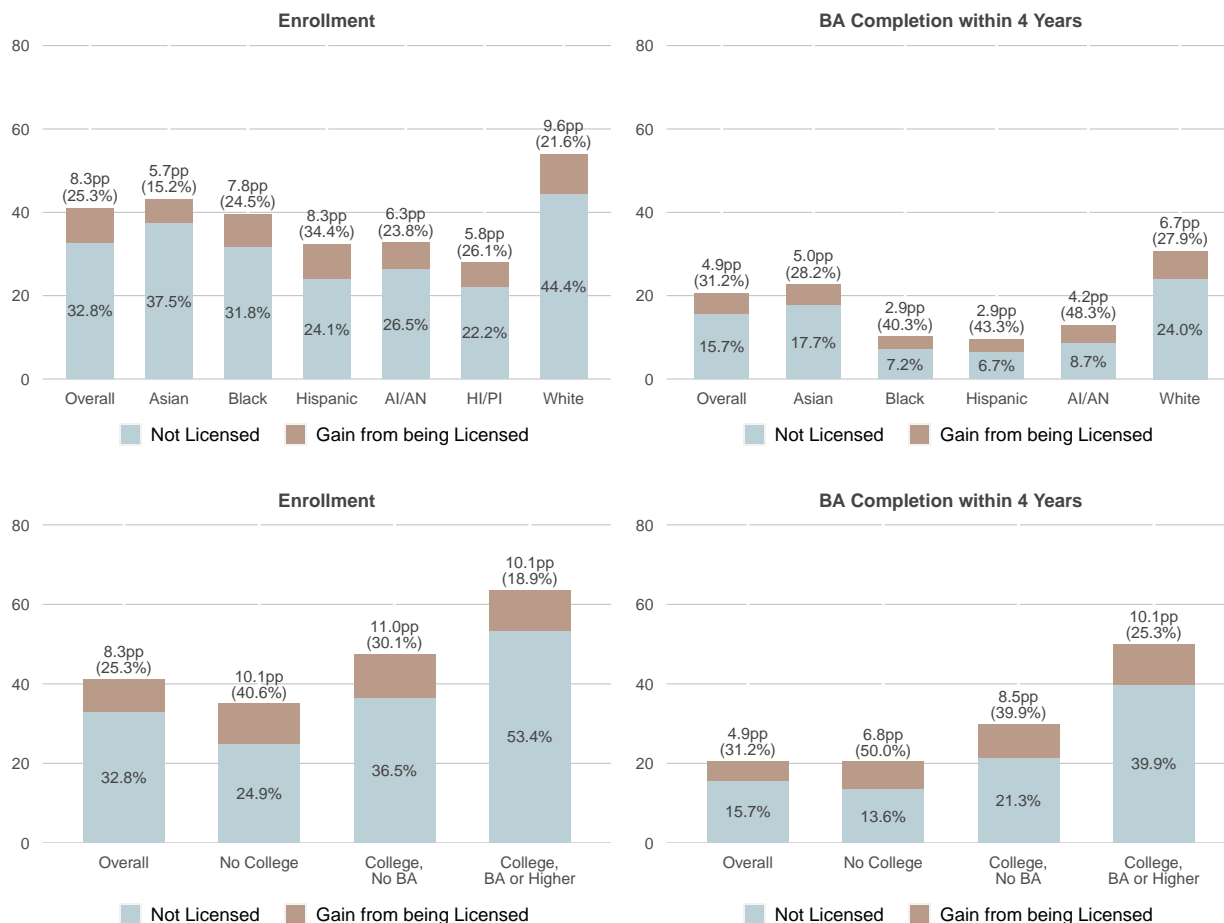 Enrollment
80
60
40
20
0
8.3pp
(25.3%)
32.8%
5.7pp
(15.2%)
37.5%
7.8pp
(24.5%)
31.8%
8.3pp
(34.4%)
24.1%
6.3pp
(23.8%)
26.5%
5.8pp
(26.1%)
22.2%
9.6pp
(21.6%)
44.4%
Overall Asian Black Hispanic AI/AN HI/PI White
Not Licensed Gain from being Licensed
BA Completion within 4 Years
80
60
40
20
0
4.9pp
(31.2%)
15.7%
5.0pp
(28.2%)
17.7%
2.9pp
(40.3%)
7.2%
2.9pp
(43.3%)
6.7%
4.2pp
(48.3%)
8.7%
6.7pp
(27.9%)
24.0%
Overall Asian Black Hispanic AI/AN White
Not Licensed Gain from being Licensed
Enrollment
80
60
40
20
0
8.3pp
(25.3%)
32.8%
10.1pp
(40.6%)
24.9%
11.0pp
(30.1%)
36.5%
10.1pp
(18.9%)
53.4%
Overall No College College, College,
No BA BA or Higher
Not Licensed Gain from being Licensed
BA Completion within 4 Years
80
60
40
20
0
4.9pp
(31.2%)
15.7%
6.8pp
(50.0%)
13.6%
8.5pp
(39.9%)
21.3%
10.1pp
(25.3%)
39.9%
Overall No College College, College,
No BA BA or Higher
Not Licensed Gain from being Licensed